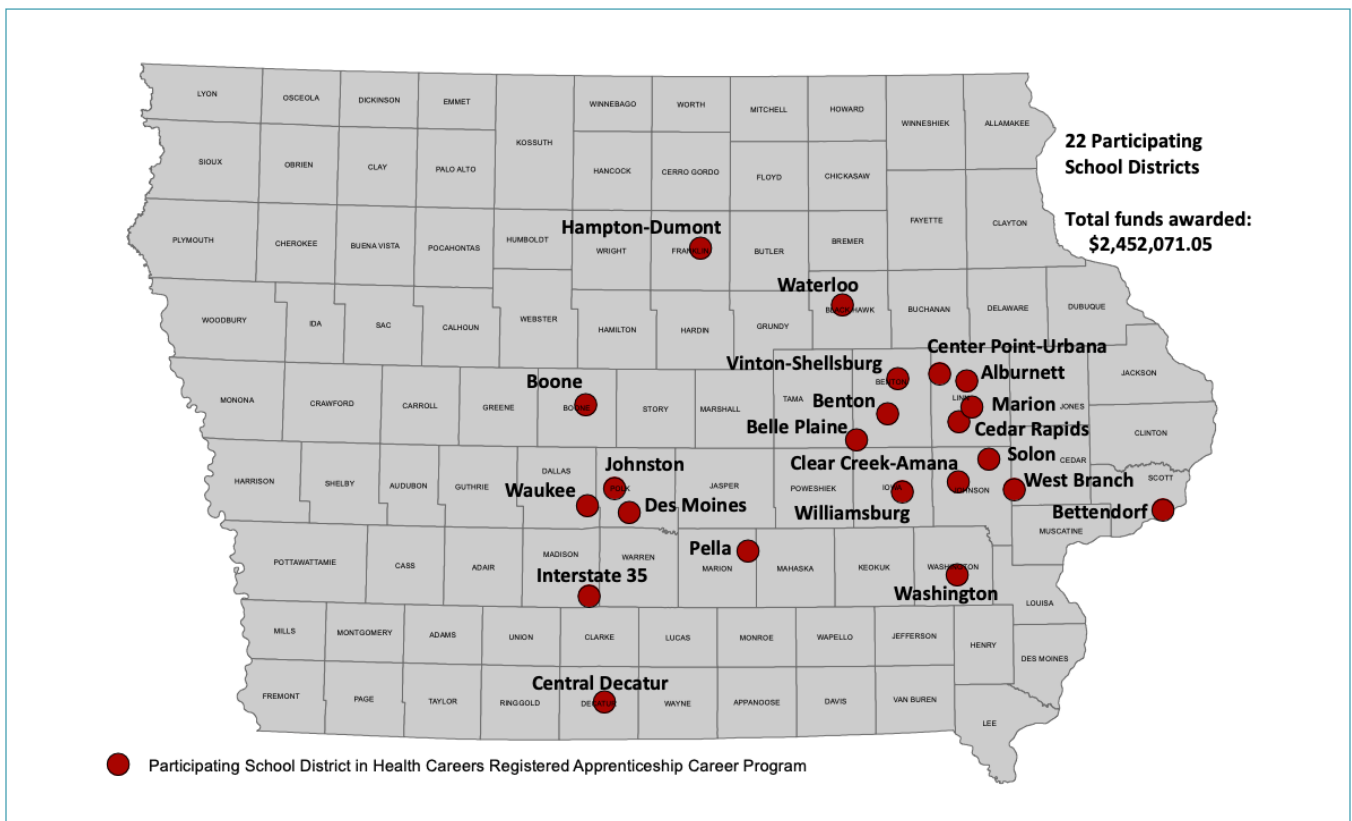 LYON
OSCEOLA
DICKINSON
EMMET
WINNEBAGO
WORTH
MITCHELL
HOWARD
WINNESHIEK
ALLAMAKEE
KOSSUTH
22 Participating
School Districts
SIOUX
OBRIEN
CLAY
PALO ALTO
HANCOCK
CERRO GORDO
FLOYD
CHICKASAW
FAYETTE
CLAYTON
Total funds awarded:
$2,452,071.05
Hampton-Dumont
PLYMOUTH
CHEROKEE
BUENA VISTA
POCAHONTAS
HUMBOLDT
WRIGHT
FRANKLIN
BUTLER
BREMER
Waterloo
WOODBURY
IDA
SAC
CALHOUN
WEBSTER
HAMILTON
HARDIN
GRUNDY
BLACK HAWK
BUCHANAN
DELAWARE
DUBUQUE
Center Point-Urbana
Vinton-Shellsburg
Alburnett
JACKSON
Boone
BENTON
MONONA
CRAWFORD
CARROLL
GREENE
BOONE
STORY
MARSHALL
TAMA
Benton
LINN
Marion
JONES
Belle Plaine
Cedar Rapids
CLINTON
Johnston
Clear Creek-Amana
Solon
CEDAR
HARRISON
SHELBY
AUDUBON
GUTHRIE
DALLAS
POLK
JASPER
POWESHIEK
IOWA
JOHNSON
West Branch
SCOTT
Waukee
Des Moines
Williamsburg
Bettendorf
MUSCATINE
Pella
POTTAWATTAMIE
CASS
ADAIR
MADISON
WARREN
MARION
MAHASKA
KEOKUK
WASHINGTON
Interstate 35
Washington
LOUISA
MILLS
MONTGOMERY
ADAMS
UNION
CLARKE
LUCAS
MONROE
WAPELLO
JEFFERSON
HENRY
DES MOINES
Central Decatur
FREMONT
PAGE
TAYLOR
RINGGOLD
DECATUR
WAYNE
APPANOOSE
DAVIS
VAN BUREN
LEE
Participating School District in Health Careers Registered Apprenticeship Career Program